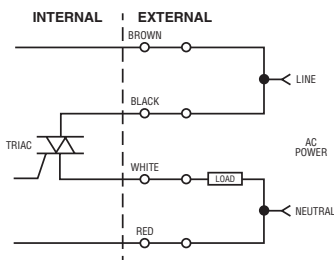 INTERNAL EXTERNAL
BROWN
LINE
BLACK
TRIAC
AC
POWER
WHITE
LOAD
NEUTRAL
RED